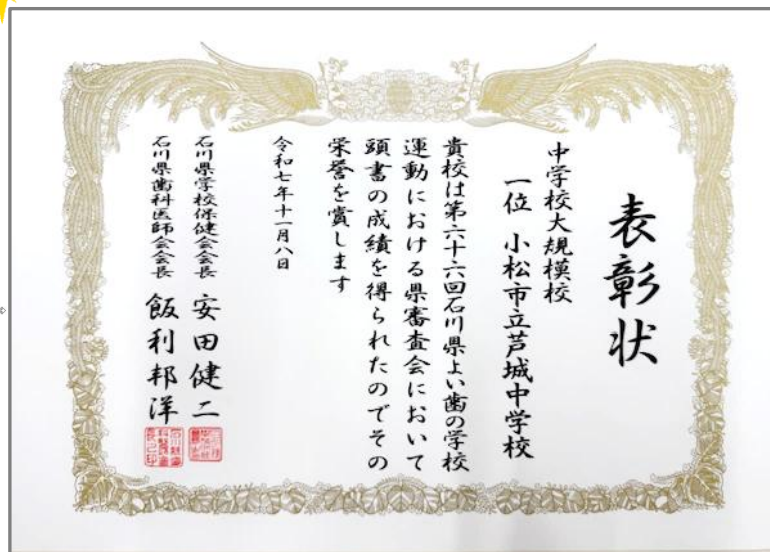 表彰状
中学校大規模校
一位 小松市立芦城中学校
貴校は第六十六回石川県よい歯の学校
運動における県審査会において
頭書の成績を得られたのでその
栄誉を賞します
令和七年十一月八日
石川県学校保健会会長 安田健二
石川県歯科医師会会長 飯利邦洋